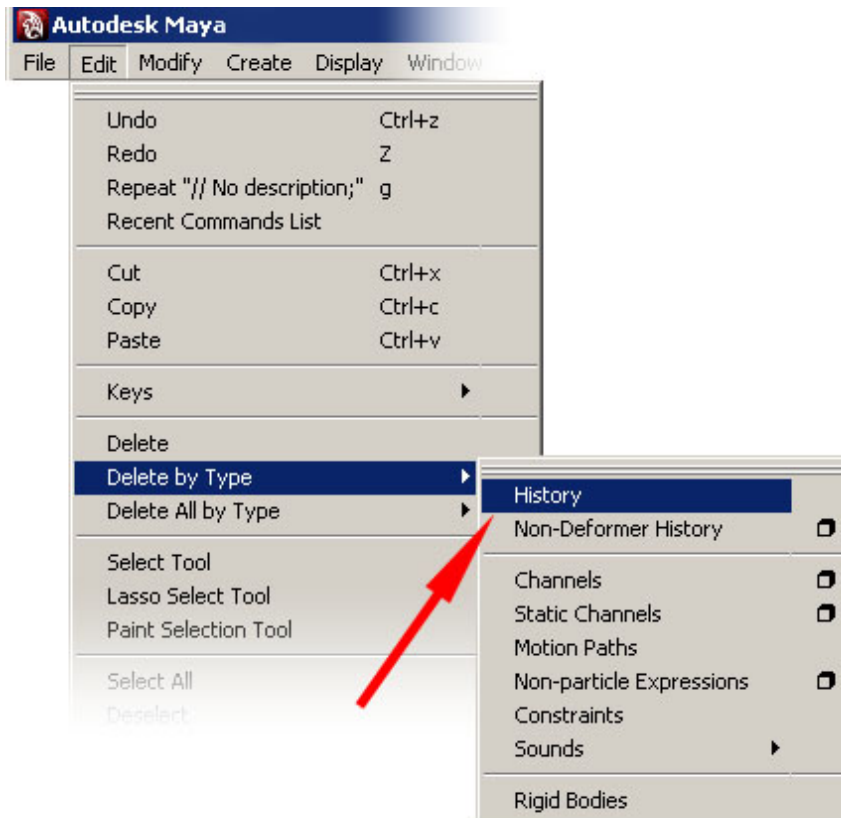 Autodesk Maya
File Edit Modify Create Display Window
Undo Ctrl+z
Redo Z
Repeat "// No description;" g
Recent Commands List
Cut Ctrl+x
Copy Ctrl+c
Paste Ctrl+v
Keys
Delete
Delete by Type
Delete All by Type
Select Tool
Lasso Select Tool
Paint Selection Tool
Select All
Deselect
History
Non-Deformer History
Channels
Static Channels
Motion Paths
Non-particle Expressions
Constraints
Sounds
Rigid Bodies